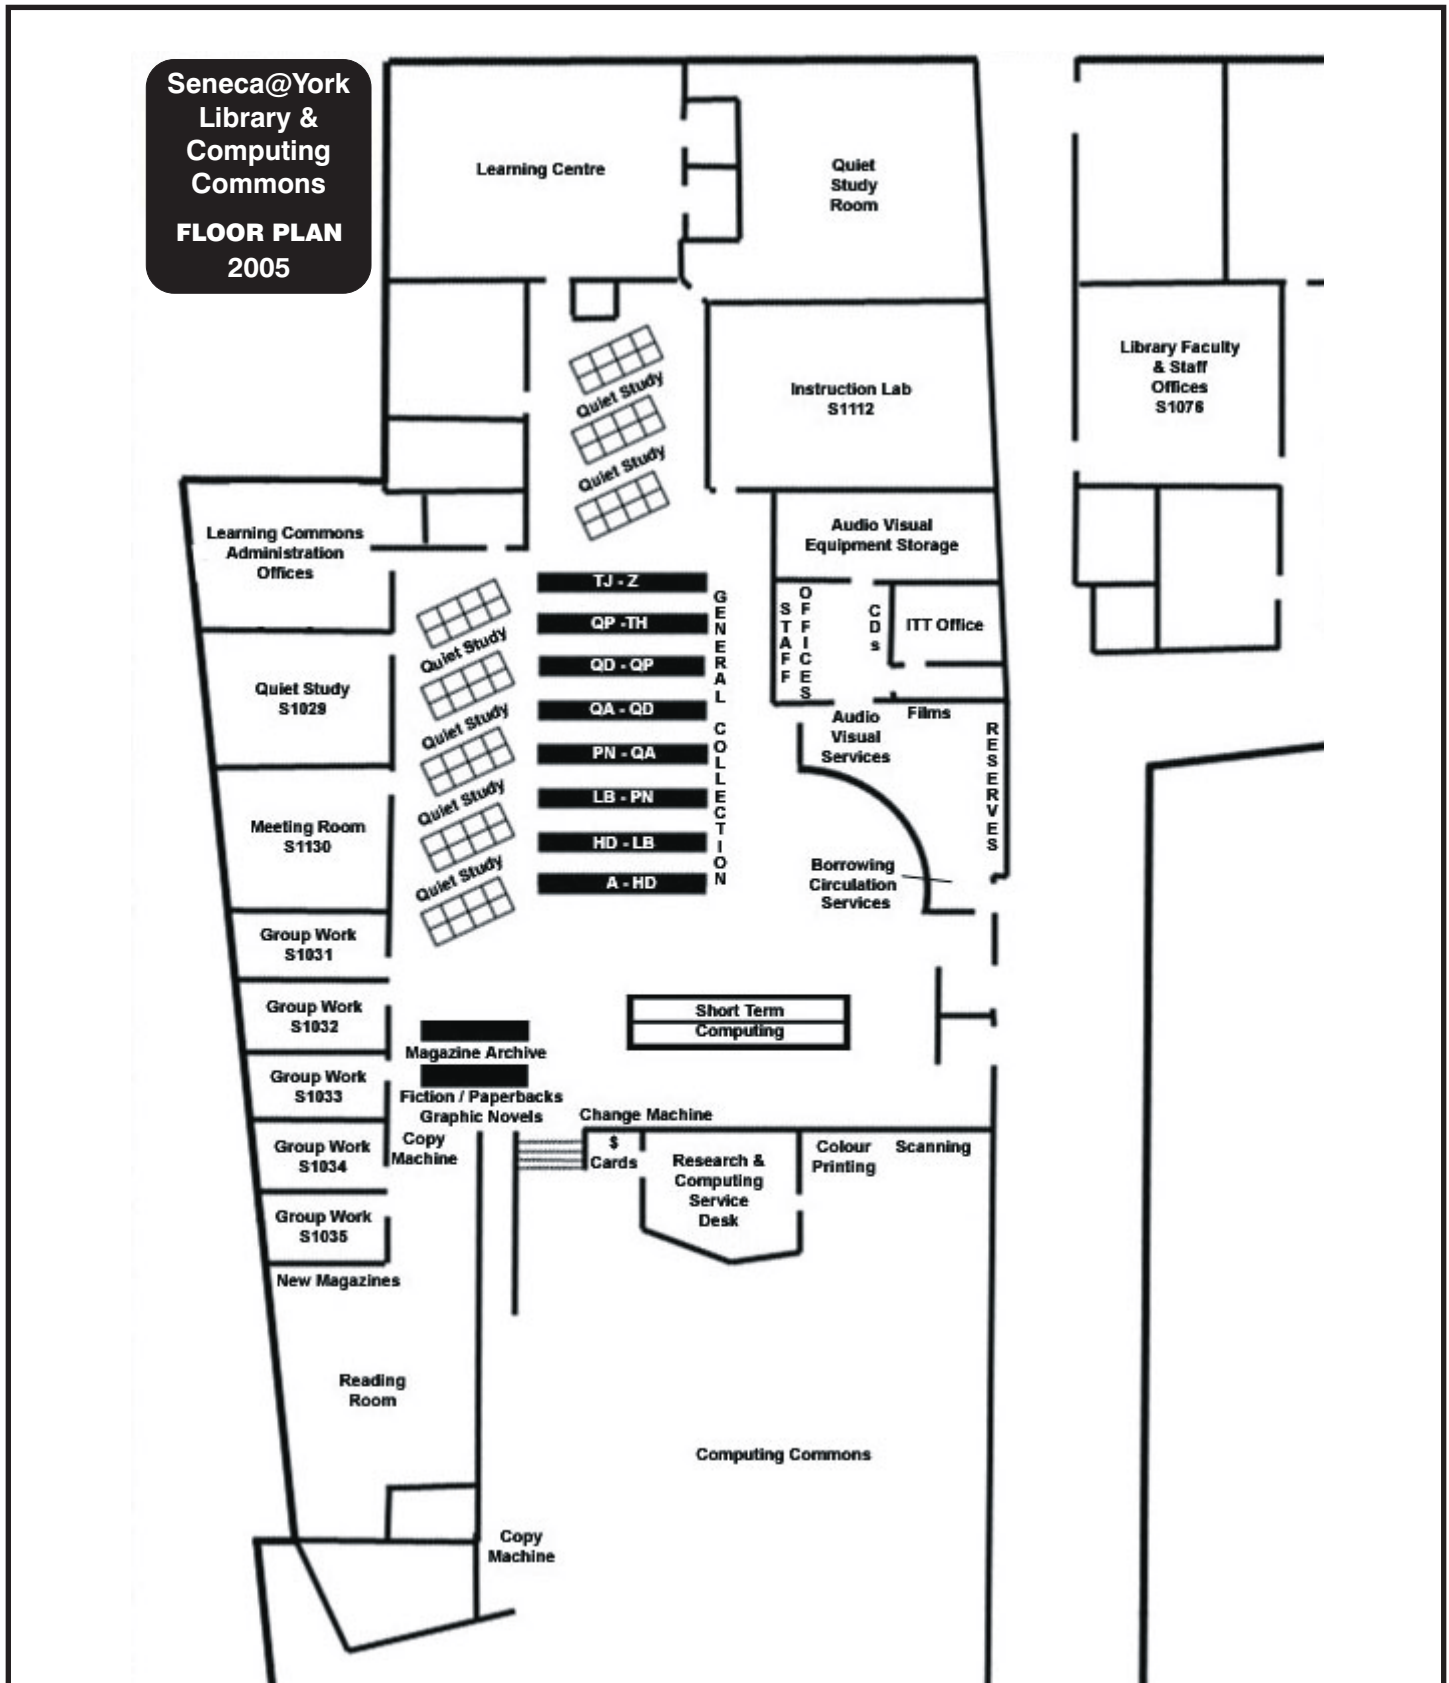 Seneca@York
Library &
Computing
Commons
FLOOR PLAN
2005
Learning Centre
Quiet
Study
Room
Library Faculty
& Staff
Offices
S1076
Instruction Lab
S1112
Quiet Study
Quiet Study
Learning Commons
Administration
Offices
Audio Visual
Equipment Storage
TJ - Z
QP -TH
QD - QP
QA - QD
PN - QA
LB - PN
HD - LB
A - HD
GENERAL COLLECTION
STAFF
OFFICES
CDs
ITT Office
Quiet Study
Quiet Study
Quiet Study
Quiet Study
Quiet Study
S1029
Films
Audio
Visual
Services
RESERVES
Meeting Room
S1130
Borrowing
Circulation
Services
Group Work
S1031
Group Work
S1032
Group Work
S1033
Group Work
S1034
Group Work
S1035
Short Term
Computing
Magazine Archive
Fiction / Paperbacks
Graphic Novels
Copy
Machine
Change Machine
$
Cards
Research &
Computing
Service
Desk
Colour
Printing
Scanning
New Magazines
Reading
Room
Computing Commons
Copy
Machine